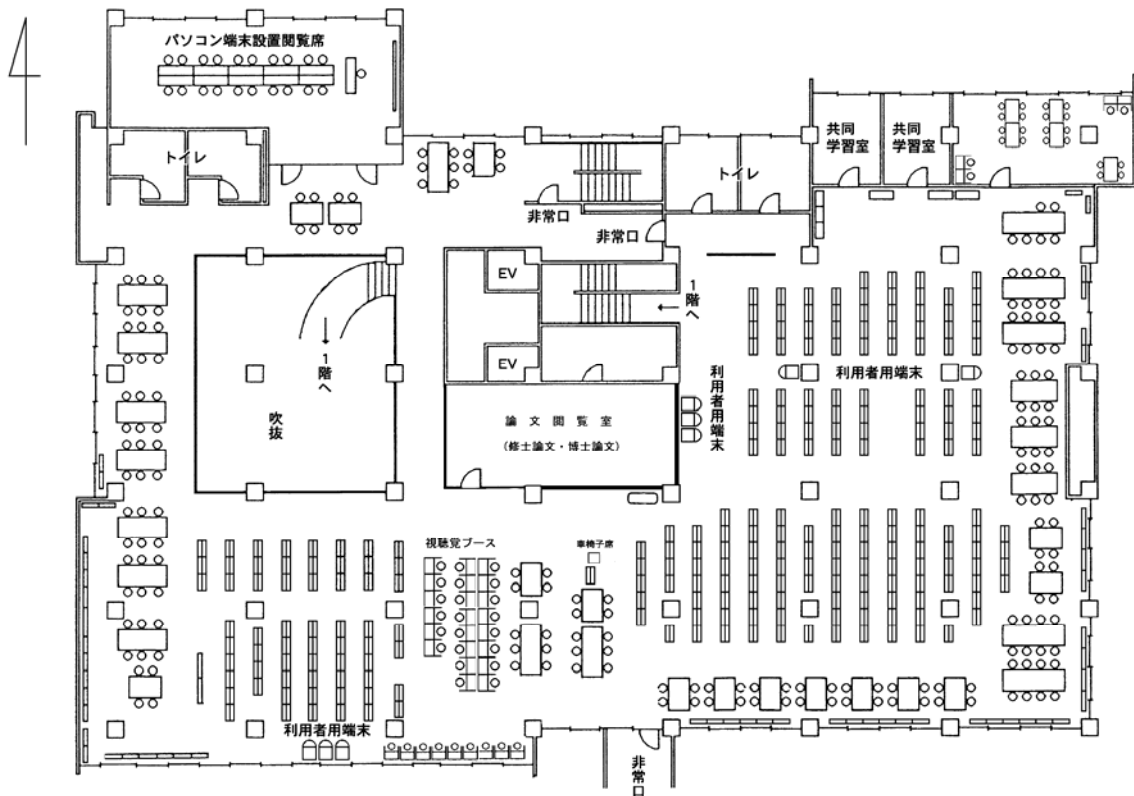 パソコン端末設置閲覧席
トイレ
共同
学習室
共同
学習室
トイレ
非常口
非常口
EV
1階へ
1階へ
EV
利用者用端末
利用者用端末
吹抜
論文閲覧室
(修士論文・博士論文)
視聴覚ブース
車椅子席
利用者用端末
非常口